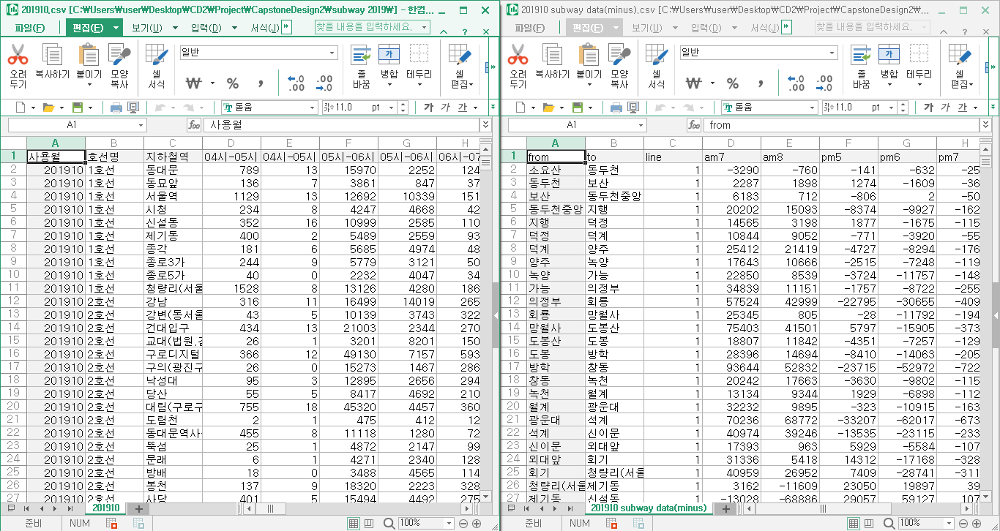 201910.csv [C:₩Users₩user₩Desktop₩CD2₩Project₩CapstoneDesign2₩subway 2019₩] - 한컴...
파일(F) 편집(E) 보기(U) 입력(D) 서식(J) 찾을 내용을 입력하세요. ?
오려 두기 복사하기 붙이기 모양 복사 셀 서식 일반 ₩ % , ←.0 .00 .00 →.0 줄 바꿈 병합 테두리 셀 편집
돋움 11,0 pt 가 가 가
A1 사용월
A B C D E F G H
1 사용월 호선명 지하철역 04시-05시 04시-05시 05시-06시 05시-06시 06시-07
2 201910 1호선 동대문 789 13 15970 2252 124
3 201910 1호선 동묘앞 136 7 3861 847 37
4 201910 1호선 서울역 1129 13 12692 10339 151
5 201910 1호선 시청 234 8 4247 4668 42
6 201910 1호선 신설동 352 16 10999 2585 110
7 201910 1호선 제기동 400 2 5489 2559 93
8 201910 1호선 종각 181 6 5685 4974 48
9 201910 1호선 종로3가 244 9 5779 3121 50
10 201910 1호선 종로5가 40 0 2232 4047 34
11 201910 1호선 청량리(서울 1528 8 13126 4280 186
12 201910 2호선 강남 316 11 16499 14019 265
13 201910 2호선 강변(동서울 43 5 10139 3743 322
14 201910 2호선 건대입구 434 13 21003 2344 270
15 201910 2호선 교대(법원. 26 1 3201 8201 150
16 201910 2호선 구로디지털 366 12 49130 7157 593
17 201910 2호선 구의(광진구 26 0 15273 1467 286
18 201910 2호선 낙성대 95 3 12895 2656 294
19 201910 2호선 당산 55 5 8417 4692 210
20 201910 2호선 대림(구로구 755 18 45320 4457 360
21 201910 2호선 도림천 2 1 475 412 12
22 201910 2호선 동대문역사 455 8 11118 1280 72
23 201910 2호선 뚝섬 25 1 4872 2147 99
24 201910 2호선 문래 6 1 4271 2340 128
25 201910 2호선 방배 18 0 3488 4565 114
26 201910 2호선 봉천 137 9 18320 2223 328
27 201910 2호선 사당 401 5 15494 4492 275
201910
준비 NUM 100%
201910 subway data(minus).csv [C:₩Users₩user₩Desktop₩CD2₩Project₩CapstoneDesign2₩...
파일(F) 편집(E) 보기(U) 입력(D) 서식(J) 찾을 내용을 입력하세요. ?
오려 두기 복사하기 붙이기 모양 복사 셀 서식 일반 ₩ % , ←.0 .00 .00 →.0 줄 바꿈 병합 테두리 셀 편집
돋움 11,0 pt 가 가 가
A1 from
A B C D E F G H
1 from to line am7 am8 pm5 pm6 pm7
2 소요산 동두천 1 -3290 -760 -141 -632 -25
3 동두천 보산 1 2287 1898 1274 -1609 -36
4 보산 동두천중앙 1 6183 712 -806 2 -50
5 동두천중앙 지행 1 20202 15093 -8374 -9927 -162
6 지행 덕정 1 14565 3198 1877 -1675 -115
7 덕정 덕계 1 10844 9052 -771 -3920 -55
8 덕계 양주 1 25412 21419 -4727 -8294 -176
9 양주 녹양 1 17643 10666 -2515 -7248 -119
10 녹양 가능 1 22850 8539 -3724 -11757 -148
11 가능 의정부 1 34839 11151 -1757 -8722 -255
12 의정부 회룡 1 57524 42999 -22795 -30655 -409
13 회룡 망월사 1 25345 805 -28 -11792 -194
14 망월사 도봉산 1 75403 41501 5797 -15905 -373
15 도봉산 도봉 1 18807 11842 -4351 -7257 -129
16 도봉 방학 1 28396 14694 -8410 -14063 -205
17 방학 창동 1 93644 52832 -23715 -52972 -722
18 창동 녹천 1 20242 17663 -3630 -9802 -115
19 녹천 월계 1 13134 9344 1929 -6898 -112
20 월계 광운대 1 32232 9895 -323 -10915 -163
21 광운대 석계 1 70236 68772 -33207 -62017 -673
22 석계 신이문 1 40974 39246 -13535 -23115 -233
23 신이문 외대앞 1 17393 963 5929 -5584 -107
24 외대앞 회기 1 31336 5418 14312 -17168 -328
25 회기 청량리(서울 1 40959 26952 7409 -28741 -311
26 청량리(서울 제기동 1 3162 -11609 23050 19897 39
27 제기동 신설동 1 -13028 -68886 29057 59127 107
201910 subway data(minus)
준비 NUM 100%